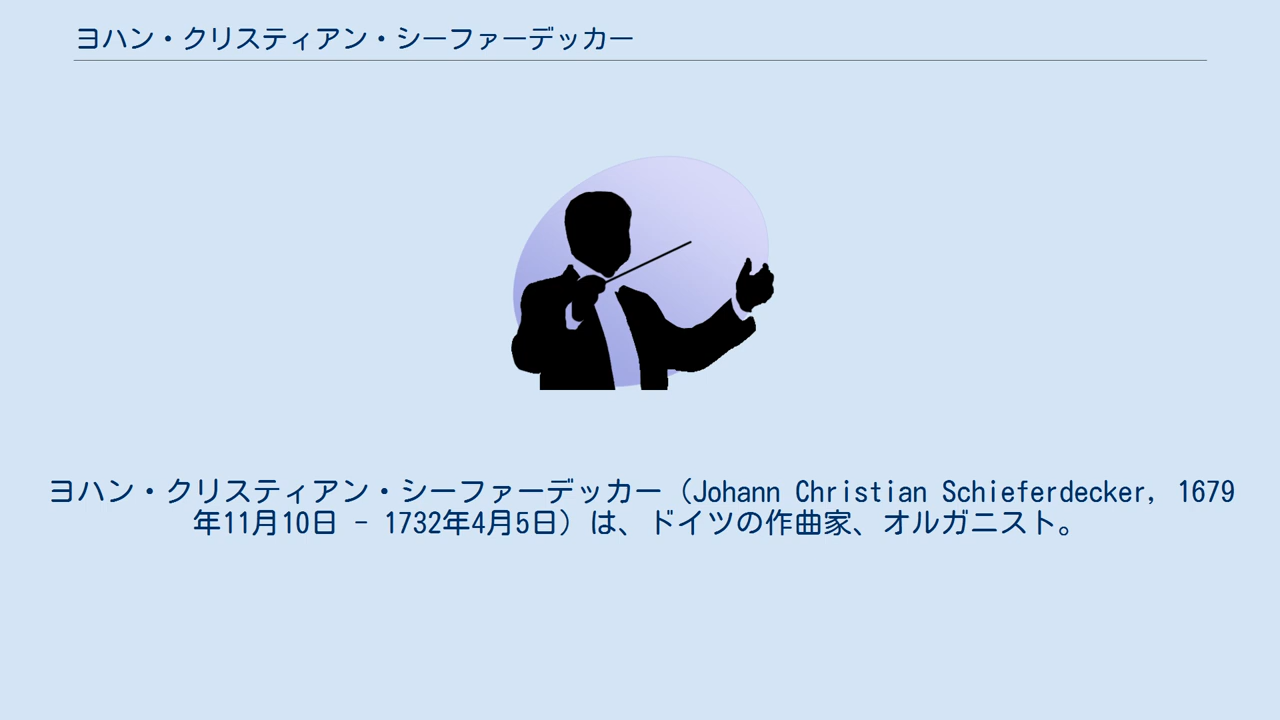 ヨハン・クリスティアン・シーファーデッカー
ヨハン・クリスティアン・シーファーデッカー（Johann Christian Schieferdecker, 1679
年11月10日 - 1732年4月5日）は、ドイツの作曲家、オルガニスト。